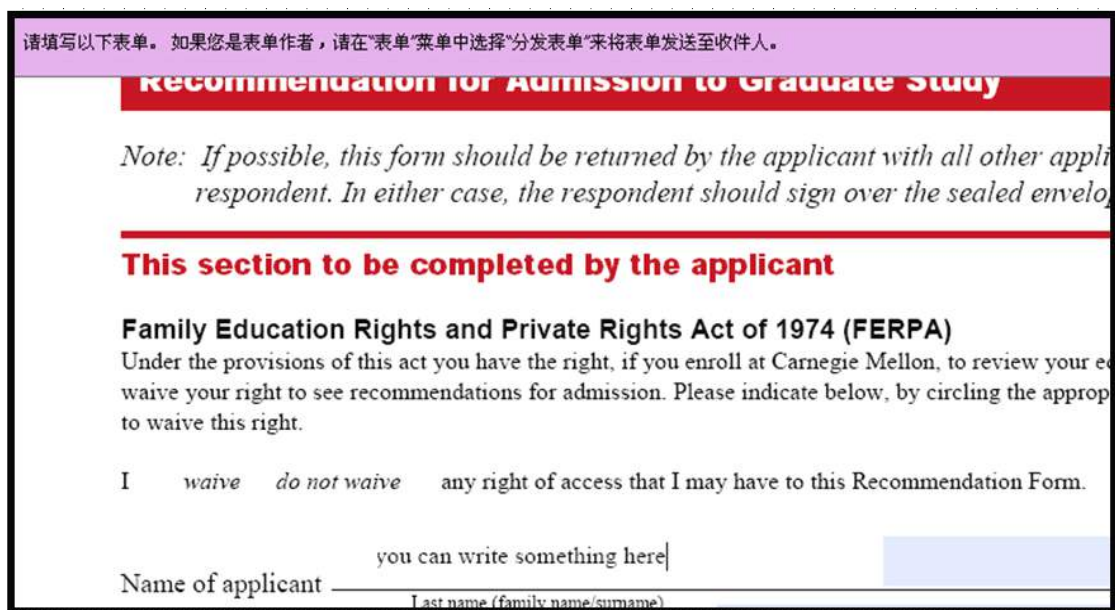 请填写以下表单。 如果您是表单作者，请在“表单”菜单中选择“分发表单”来将表单发送至收件人。
Recommendation for Admission to Graduate Study
Note: If possible, this form should be returned by the applicant with all other appli
respondent. In either case, the respondent should sign over the sealed envelo
This section to be completed by the applicant
Family Education Rights and Private Rights Act of 1974 (FERPA)
Under the provisions of this act you have the right, if you enroll at Carnegie Mellon, to review your e
waive your right to see recommendations for admission. Please indicate below, by circling the approp
to waive this right.
I waive do not waive any right of access that I may have to this Recommendation Form.
you can write something here
Name of applicant
Last name (family name/surname)